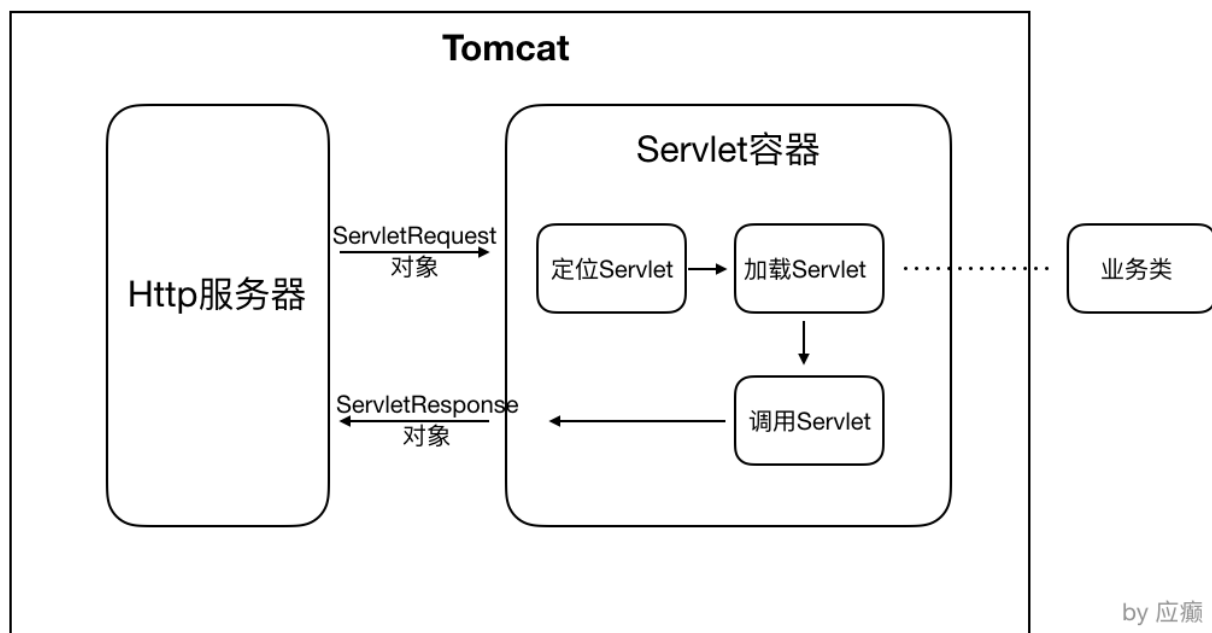 Tomcat
Servlet容器
ServletRequest
对象
Http服务器
定位Servlet
加载Servlet
业务类
ServletResponse
对象
调用Servlet
by 应癫